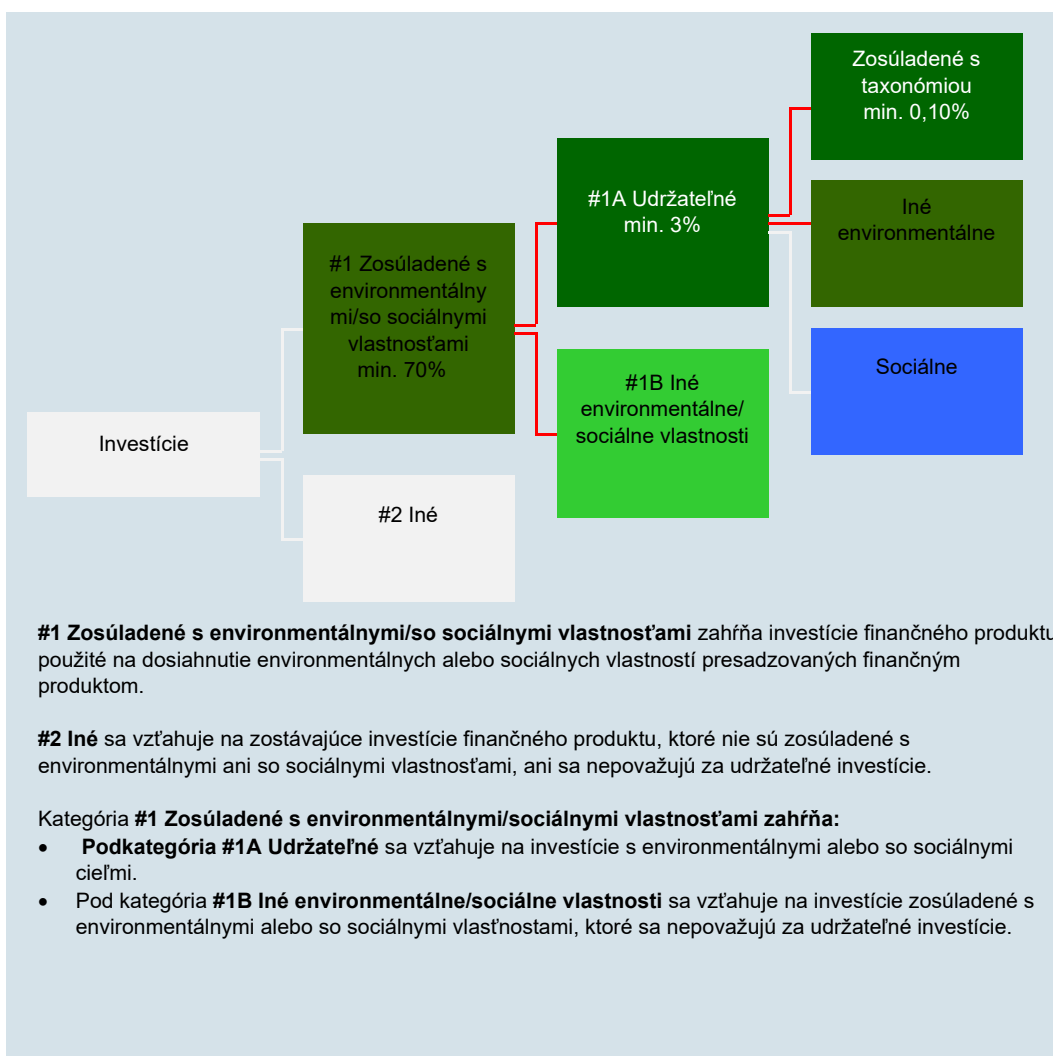 Zosúladené s
taxonómiou
min. 0,10%
#1A Udržateľné
min. 3%
Iné
environmentálne
#1 Zosúladené s
environmentálny
mi/so sociálnymi
vlastnosťami
min. 70%
Sociálne
#1B Iné
environmentálne/
sociálne vlastnosti
Investície
#2 Iné
#1 Zosúladené s environmentálnymi/so sociálnymi vlastnosťami zahŕňa investície finančného produktu
použité na dosiahnutie environmentálnych alebo sociálnych vlastností presadzovaných finančným
produktom.
#2 Iné sa vzťahuje na zostávajúce investície finančného produktu, ktoré nie sú zosúladené s
environmentálnymi ani so sociálnymi vlastnosťami, ani sa nepovažujú za udržateľné investície.
Kategória #1 Zosúladené s environmentálnymi/sociálnymi vlastnosťami zahŕňa:
• Podkategória #1A Udržateľné sa vzťahuje na investície s environmentálnymi alebo so sociálnymi
cieľmi.
• Pod kategória #1B Iné environmentálne/sociálne vlastnosti sa vzťahuje na investície zosúladené s
environmentálnymi alebo so sociálnymi vlasťnostami, ktoré sa nepovažujú za udržateľné investície.